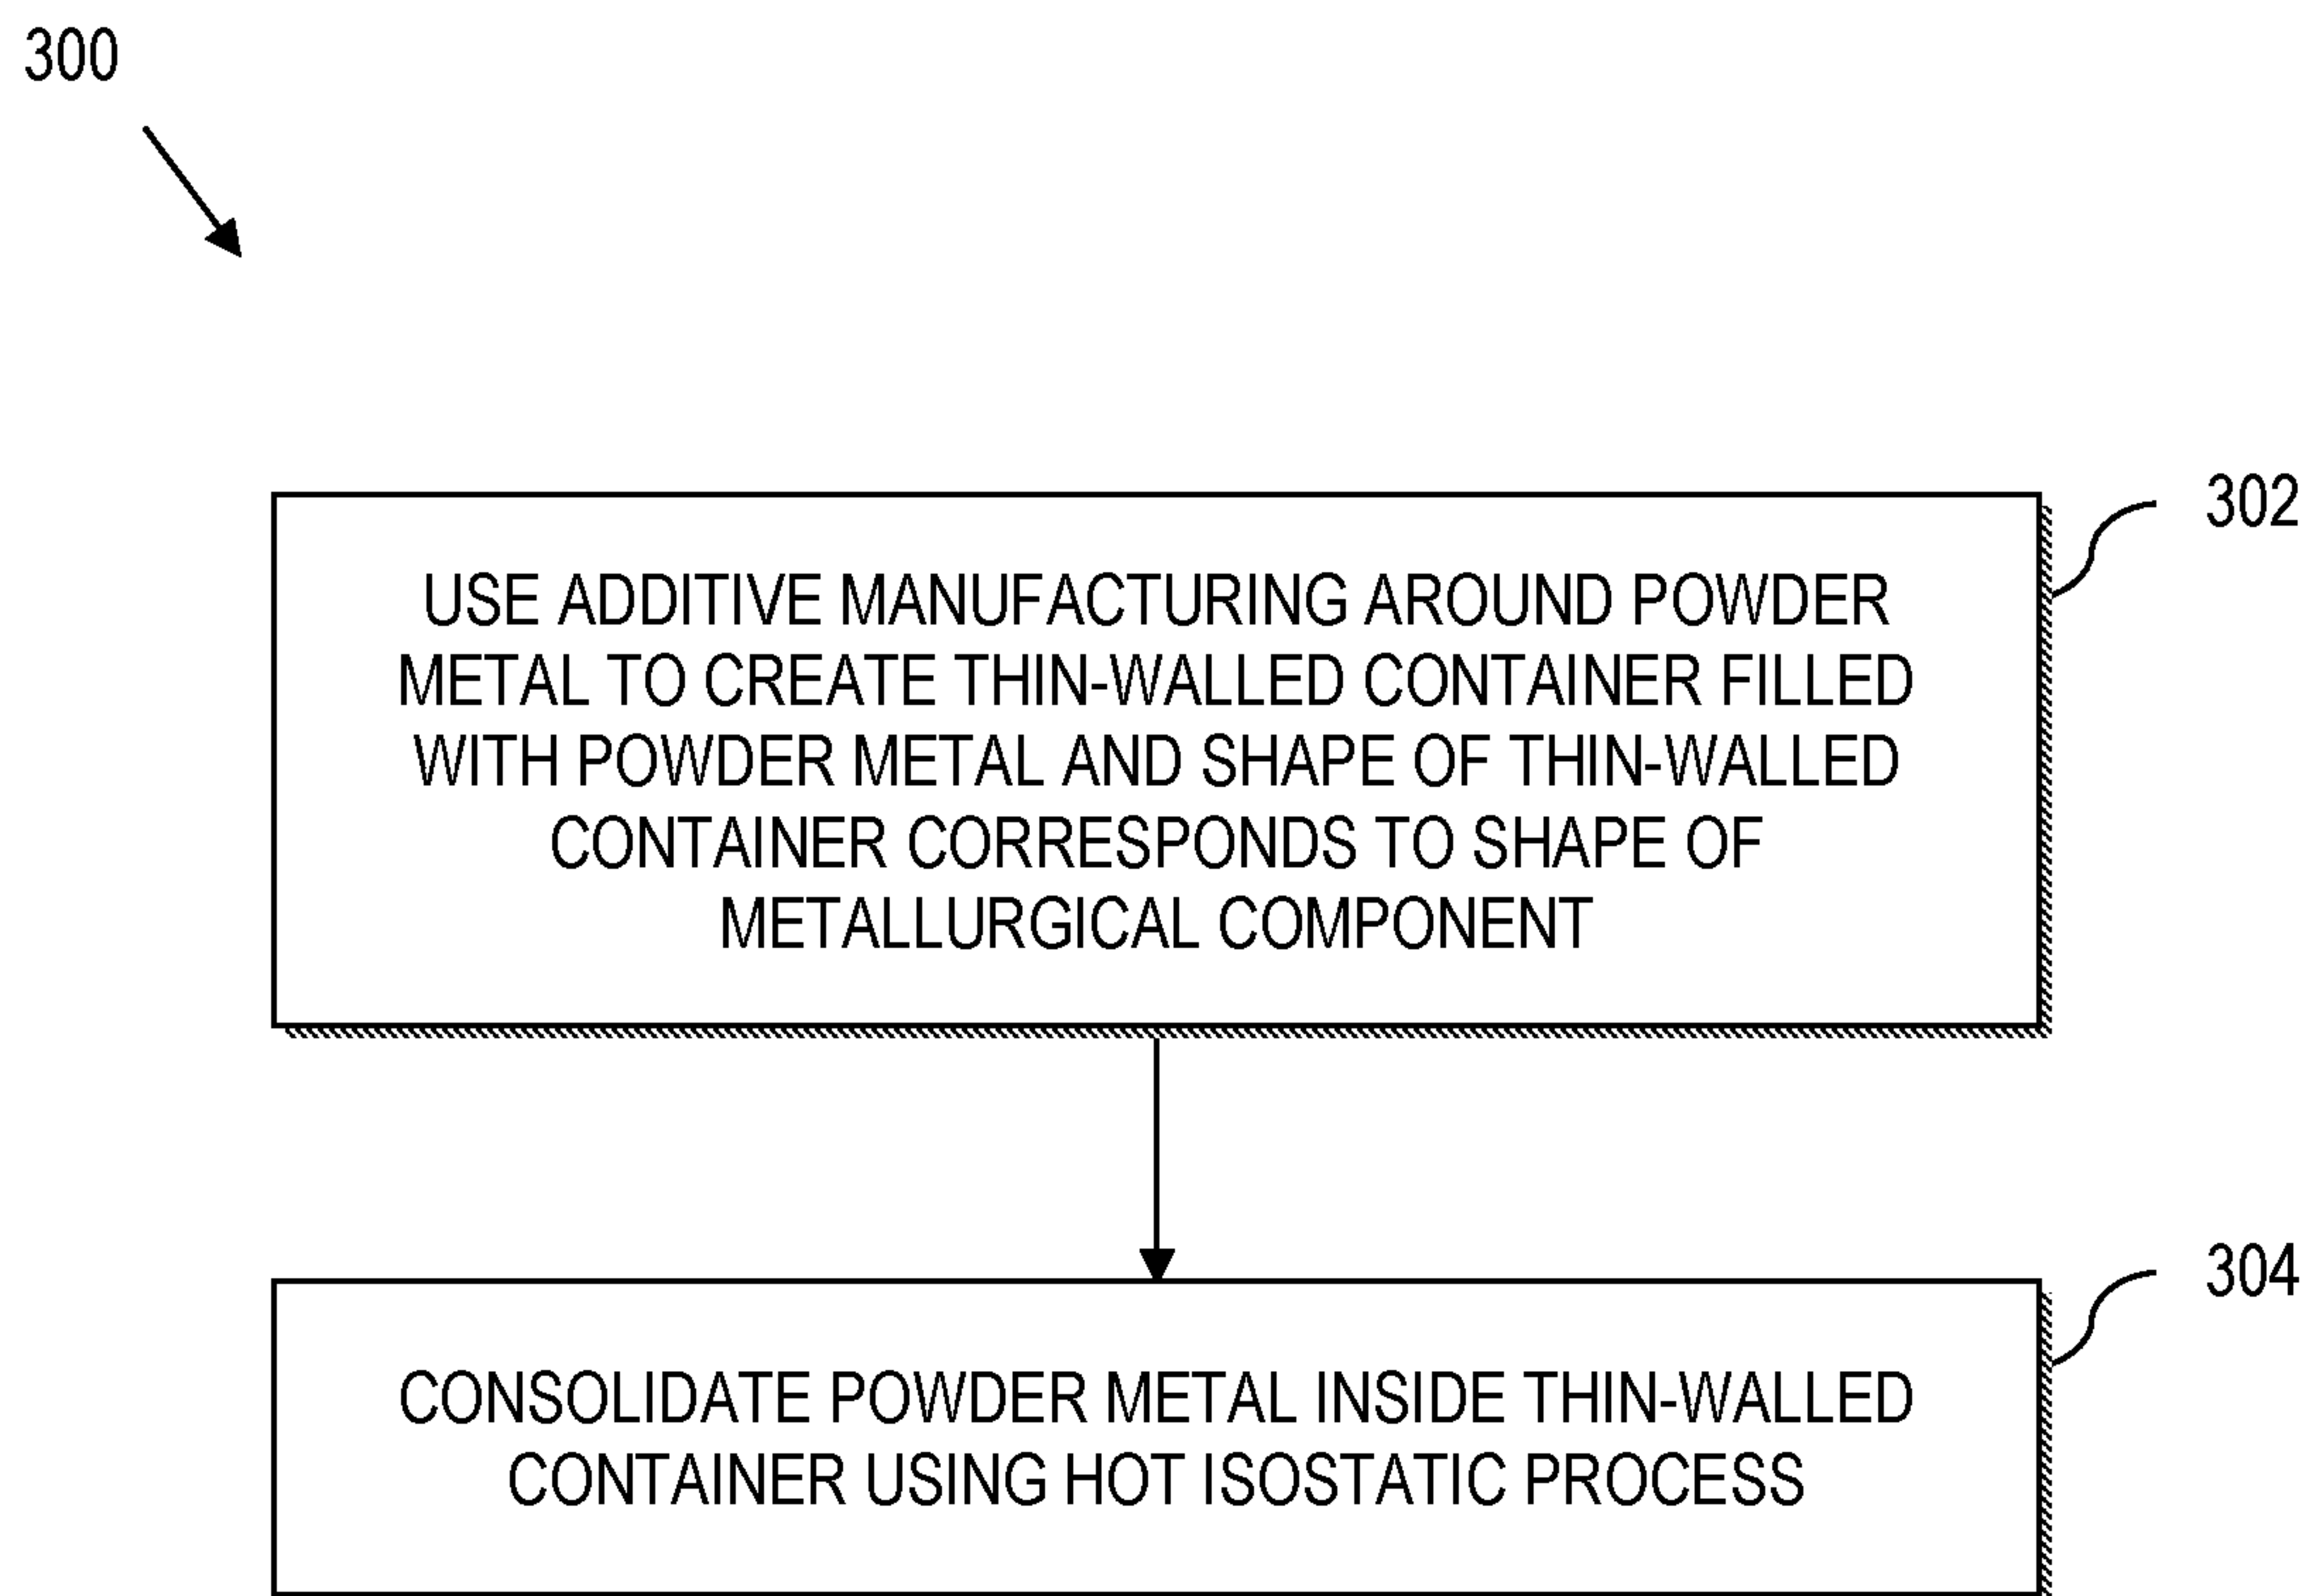 300
302
USE ADDITIVE MANUFACTURING AROUND POWDER
METAL TO CREATE THIN-WALLED CONTAINER FILLED
WITH POWDER METAL AND SHAPE OF THIN-WALLED
CONTAINER CORRESPONDS TO SHAPE OF
METALLURGICAL COMPONENT
304
CONSOLIDATE POWDER METAL INSIDE THIN-WALLED
CONTAINER USING HOT ISOSTATIC PROCESS